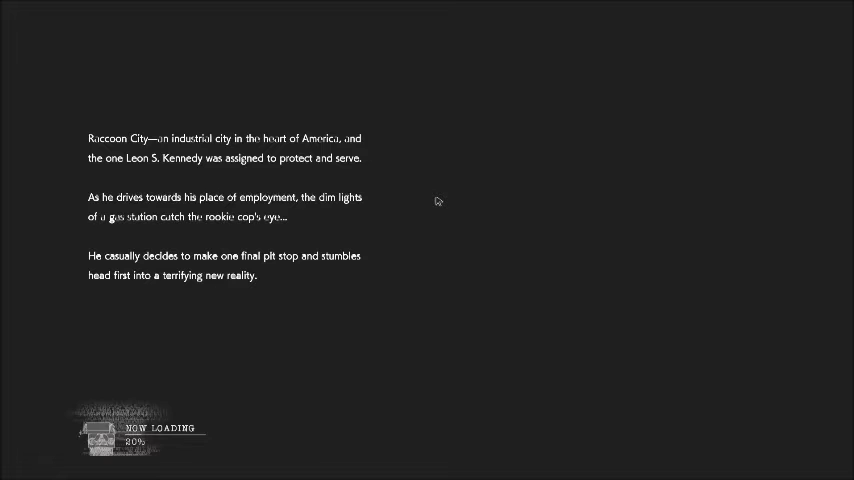 Raccoon City—an industrial city in the heart of America, and
the one Leon S. Kennedy was assigned to protect and serve.
As he drives towards his place of employment, the dim lights
of a gas station catch the rookie cop's eye...
He casually decides to make one final pit stop and stumbles
head first into a terrifying new reality.
NOW LOADING
20%